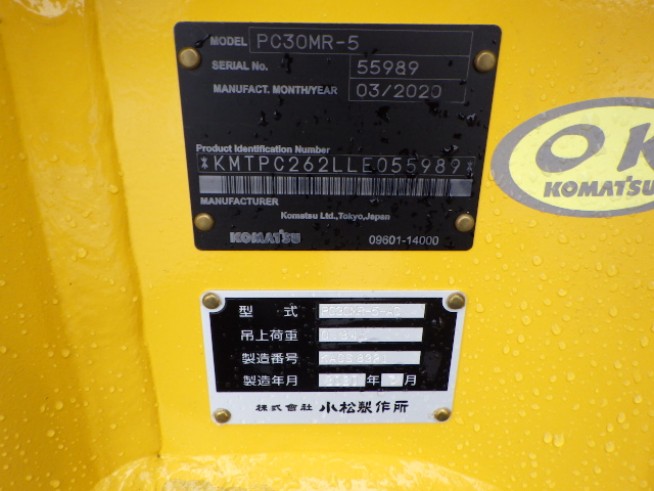 MODEL PC30MR-5
SERIAL No. 55989
MANUFACT. MONTH/YEAR 03/2020
Product Identification Number
*KMTPC262LLE055989*
MANUFACTURER
Komatsu Ltd.,Tokyo,Japan
KOMATSU 09601-14000
OK
KOMATSU
型式
吊上荷重
製造番号
製造年月 年 月
株式會社 小松製作所